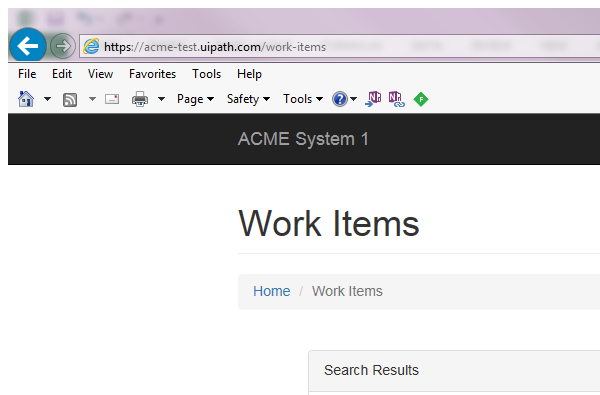 https://acme-test.uipath.com/work-items
File Edit View Favorites Tools Help
Page Safety Tools
ACME System 1
Work Items
Home / Work Items
Search Results